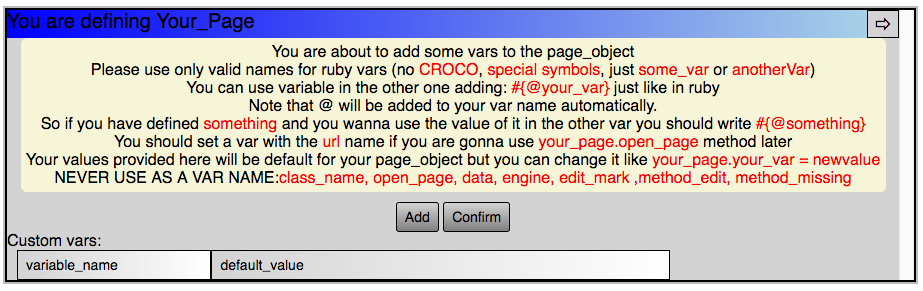 You are defining Your_Page
⇨
You are about to add some vars to the page_object
Please use only valid names for ruby vars (no CROCO, special symbols, just some_var or anotherVar)
You can use variable in the other one adding: #{@your_var} just like in ruby
Note that @ will be added to your var name automatically.
So if you have defined something and you wanna use the value of it in the other var you should write #{@something}
You should set a var with the url name if you are gonna use your_page.open_page method later
Your values provided here will be default for your page_object but you can change it like your_page.your_var = newvalue
NEVER USE AS A VAR NAME:class_name, open_page, data, engine, edit_mark ,method_edit, method_missing
Add Confirm
Custom vars:
variable_name default_value